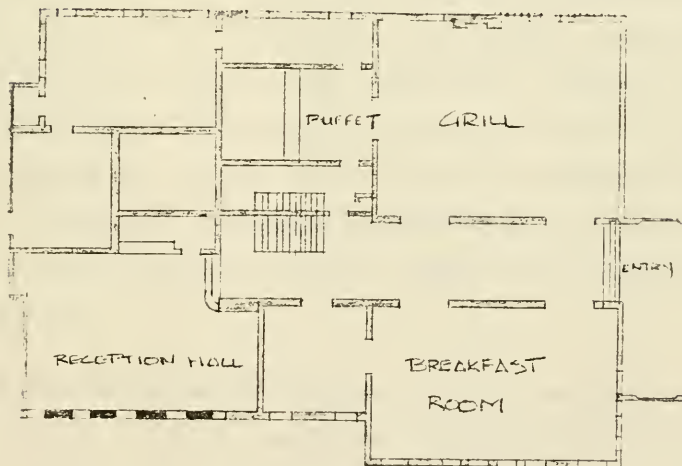 BUFFET
GRILL
ENTRY
RECEPTION HALL
BREAKFAST
ROOM